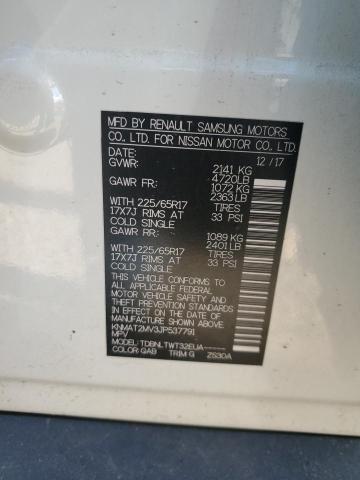 MFD BY RENAULT SAMSUNG MOTORS
CO., LTD. FOR NISSAN MOTOR CO., LTD.
DATE: 12 / 17
GVWR: 2141 KG
4720LB
GAWR FR: 1072 KG
2363 LB
WITH 225/65R17 TIRES
17X7J RIMS AT 33 PSI
COLD SINGLE
GAWR RR: 1089 KG
2401 LB
WITH 225/65R17 TIRES
17X7J RIMS AT 33 PSI
COLD SINGLE
THIS VEHICLE CONFORMS TO
ALL APPLICABLE FEDERAL
MOTOR VEHICLE SAFETY AND
THEFT PREVENTION STANDARDS
IN EFFECT ON THE DATE OF
MANUFACTURE SHOWN ABOVE.
KNMAT2MV3JP537791
MPV
MODEL: TDBNLTWT32EUA-----
COLOR: QAB TRIM G ZS30A